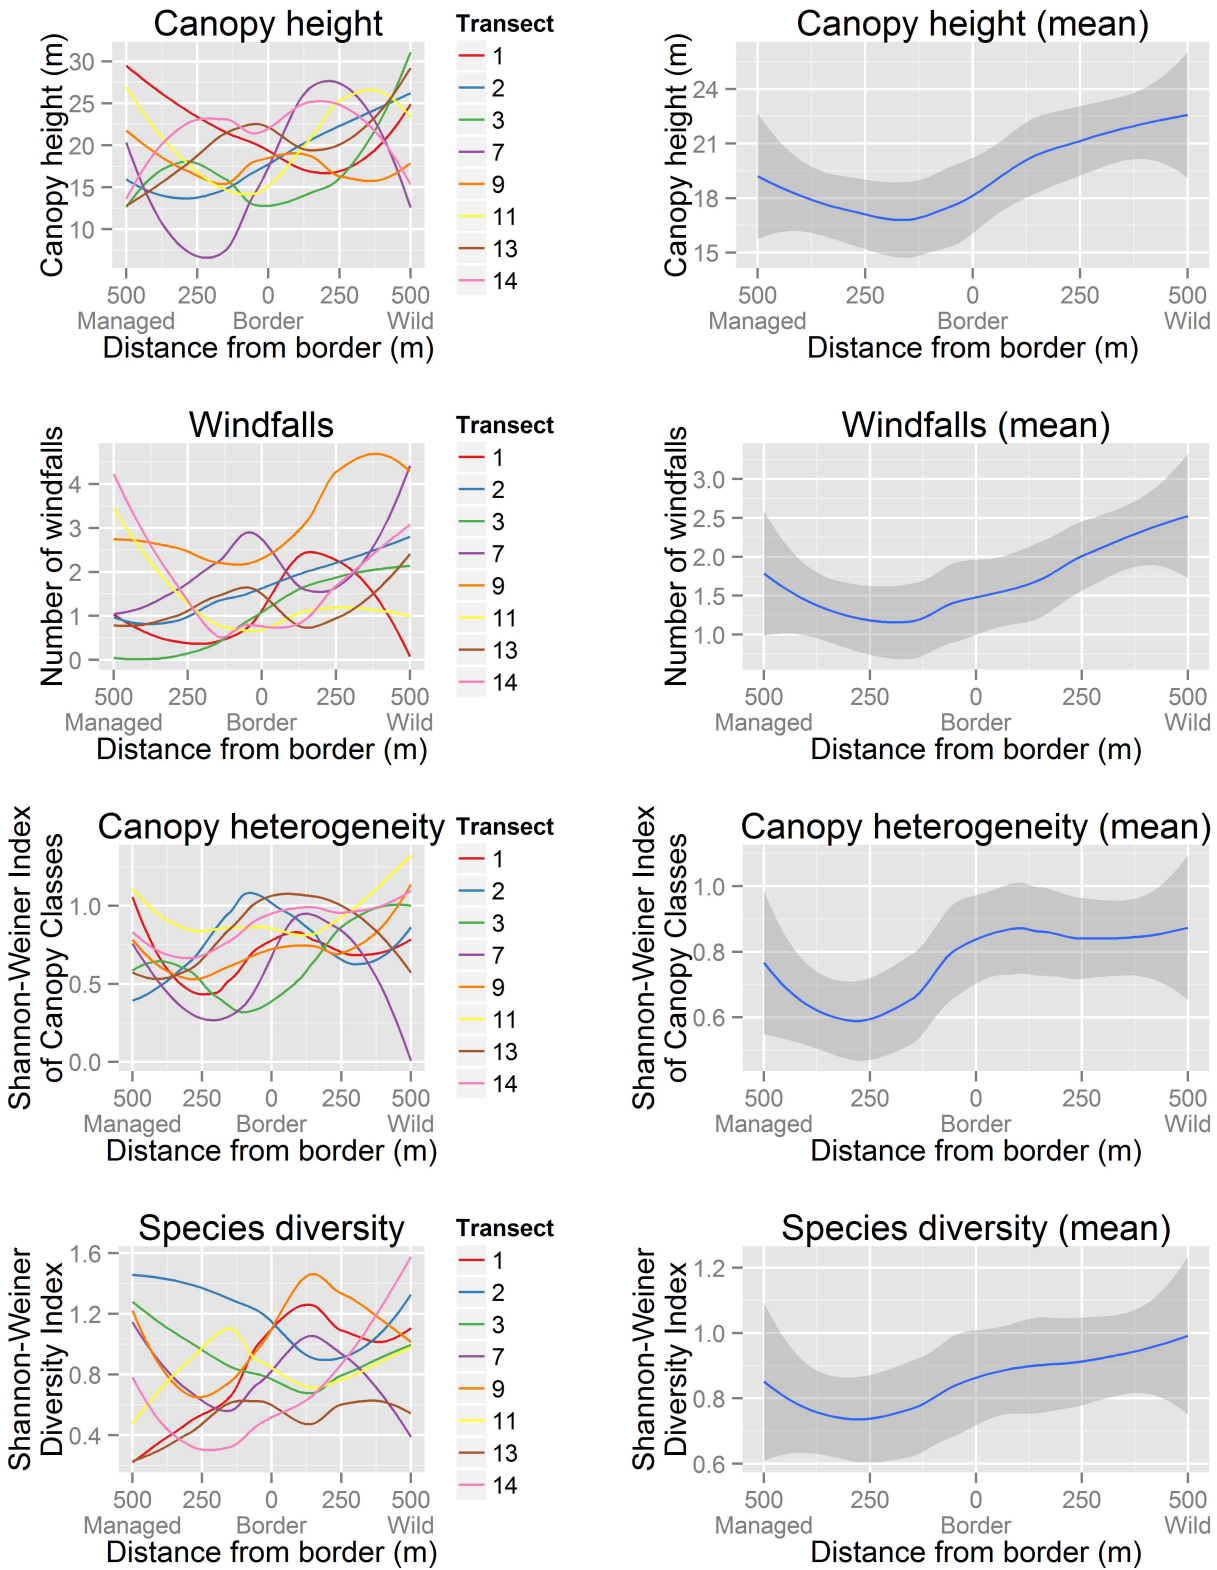 Canopy height
Canopy height (m)
30
25
20
15
10
500 250 0 250 500
Managed Border Wild
Distance from border (m)
Transect
1
2
3
7
9
11
13
14
Canopy height (mean)
Canopy height (m)
24
21
18
15
500 250 0 250 500
Managed Border Wild
Distance from border (m)
Windfalls
Number of windfalls
4
3
2
1
0
500 250 0 250 500
Managed Border Wild
Distance from border (m)
Transect
1
2
3
7
9
11
13
14
Windfalls (mean)
Number of windfalls
3.0
2.5
2.0
1.5
1.0
500 250 0 250 500
Managed Border Wild
Distance from border (m)
Canopy heterogeneity
Shannon-Weiner Index
of Canopy Classes
1.0
0.5
0.0
500 250 0 250 500
Managed Border Wild
Distance from border (m)
Transect
1
2
3
7
9
11
13
14
Canopy heterogeneity (mean)
Shannon-Weiner Index
of Canopy Classes
1.0
0.8
0.6
500 250 0 250 500
Managed Border Wild
Distance from border (m)
Species diversity
Shannon-Weiner
Diversity Index
1.6
1.2
0.8
0.4
500 250 0 250 500
Managed Border Wild
Distance from border (m)
Transect
1
2
3
7
9
11
13
14
Species diversity (mean)
Shannon-Weiner
Diversity Index
1.2
1.0
0.8
0.6
500 250 0 250 500
Managed Border Wild
Distance from border (m)